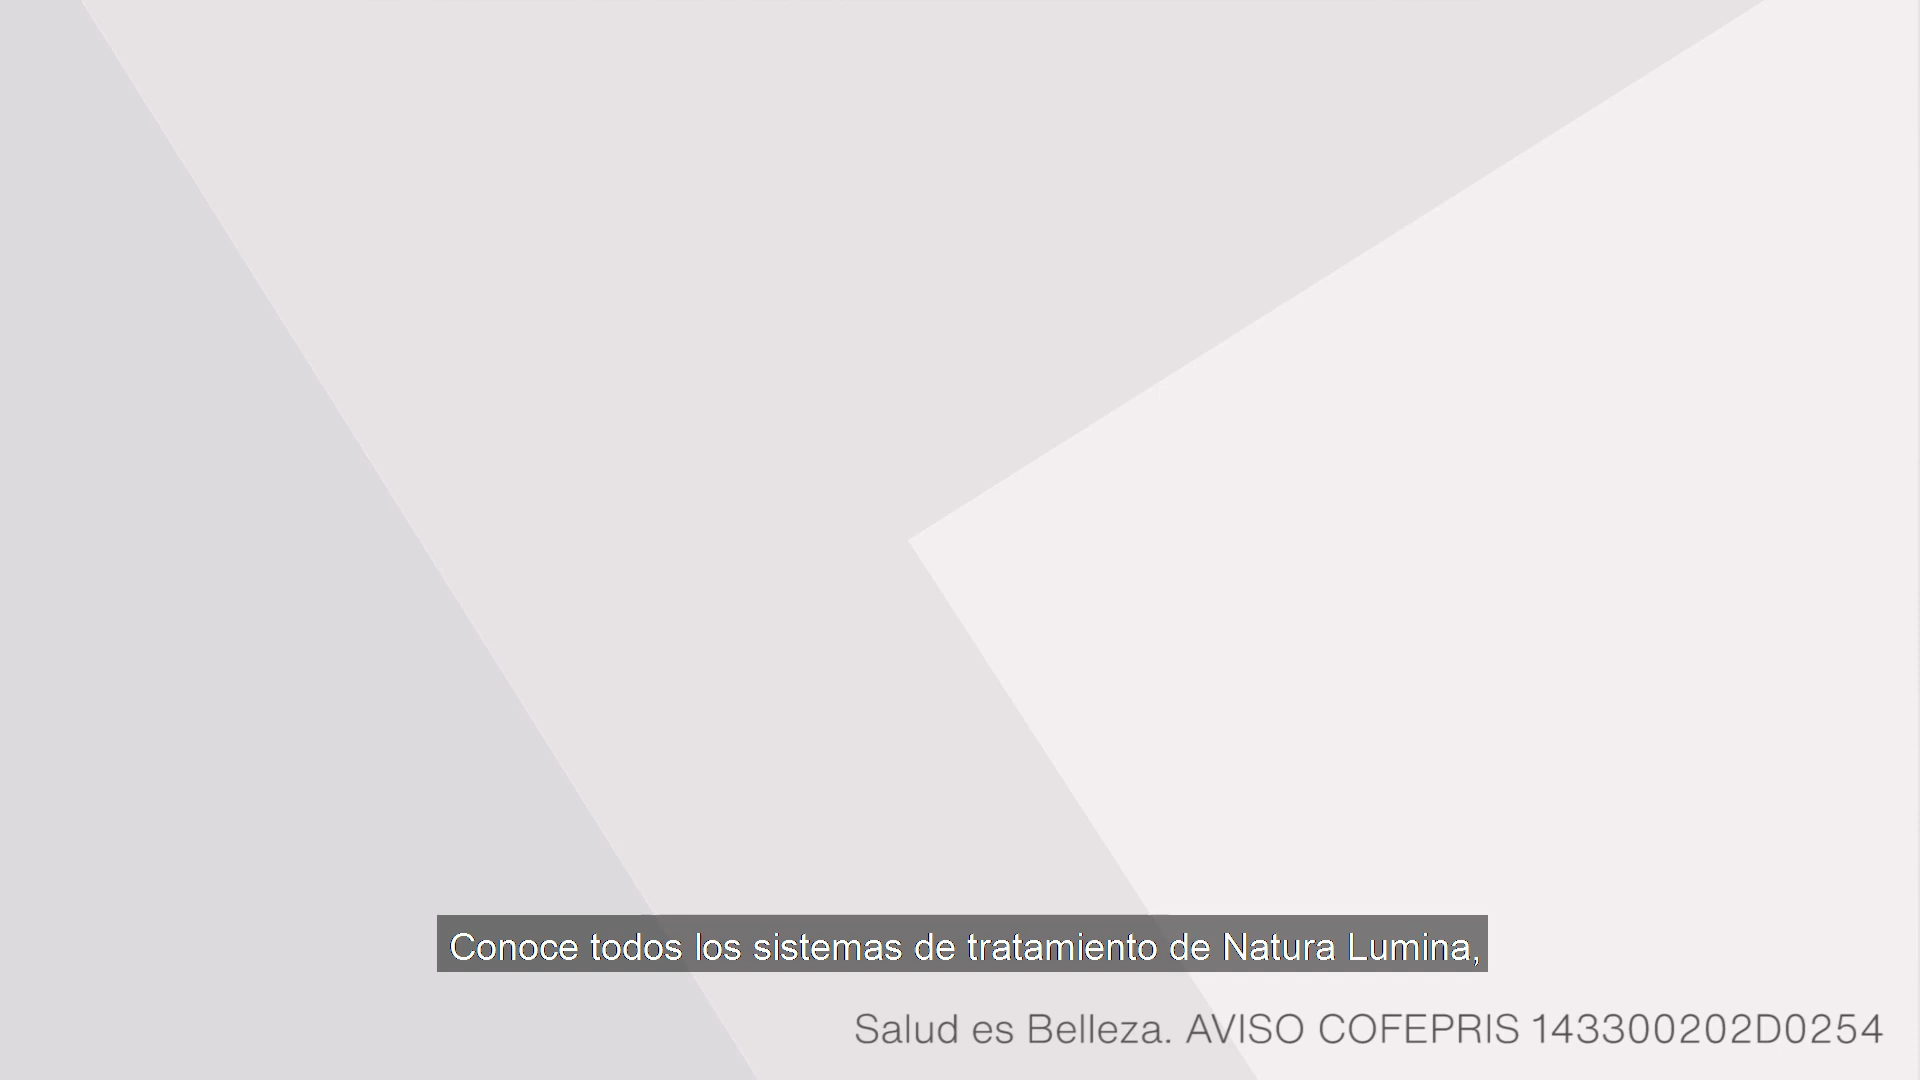 Conoce todos los sistemas de tratamiento de Natura Lumina,
Salud es Belleza. AVISO COFEPRIS 143300202D0254